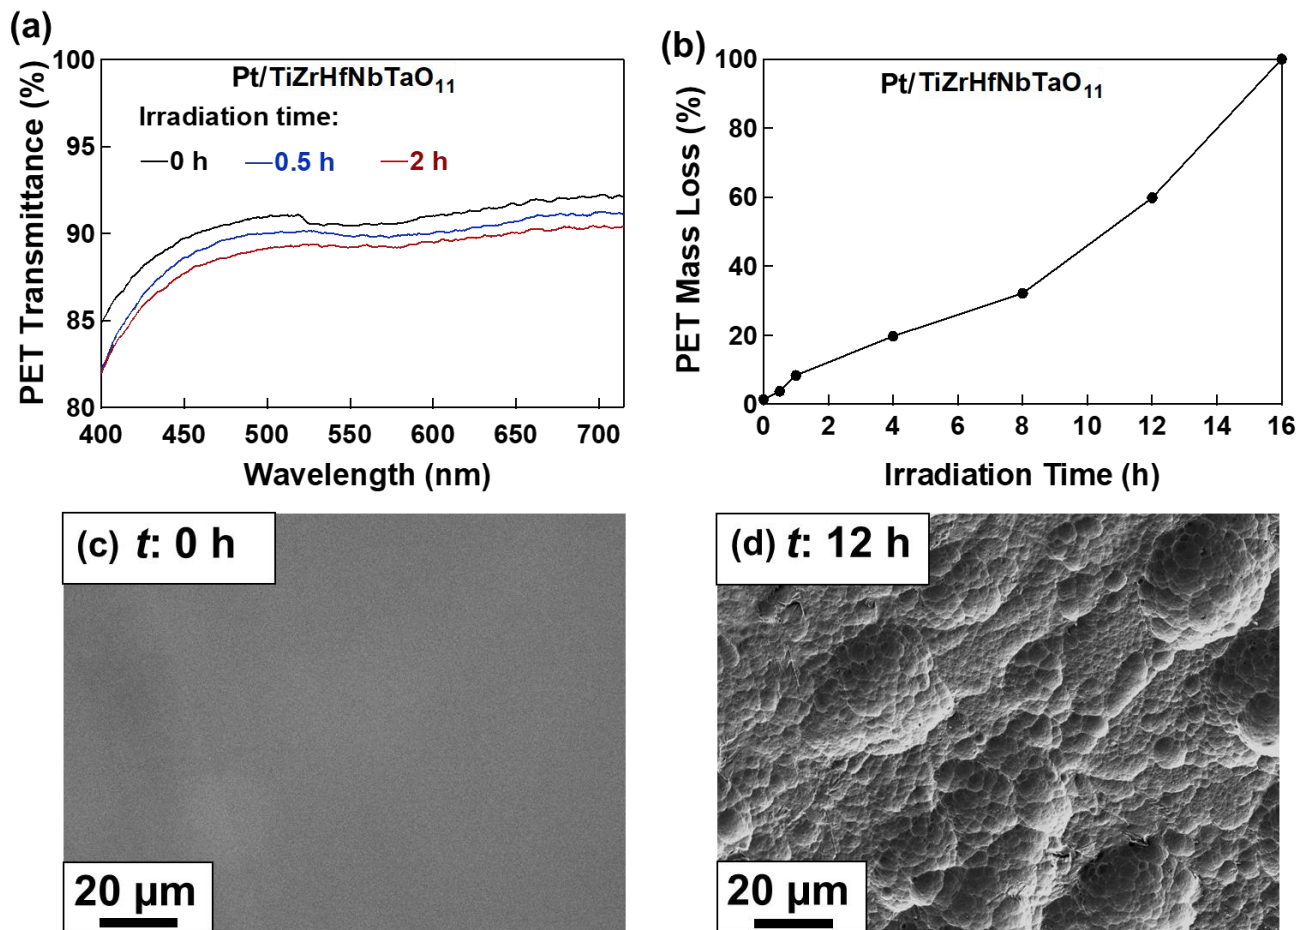 (a)
PET Transmittance (%)
100
95
90
85
80
Pt/TiZrHfNbTaO₁₁
Irradiation time:
0 h 0.5 h 2 h
400 450 500 550 600 650 700
Wavelength (nm)
(b)
PET Mass Loss (%)
100
80
60
40
20
0
Pt/TiZrHfNbTaO₁₁
0 2 4 6 8 10 12 14 16
Irradiation Time (h)
(c) t: 0 h
20 µm
(d) t: 12 h
20 µm